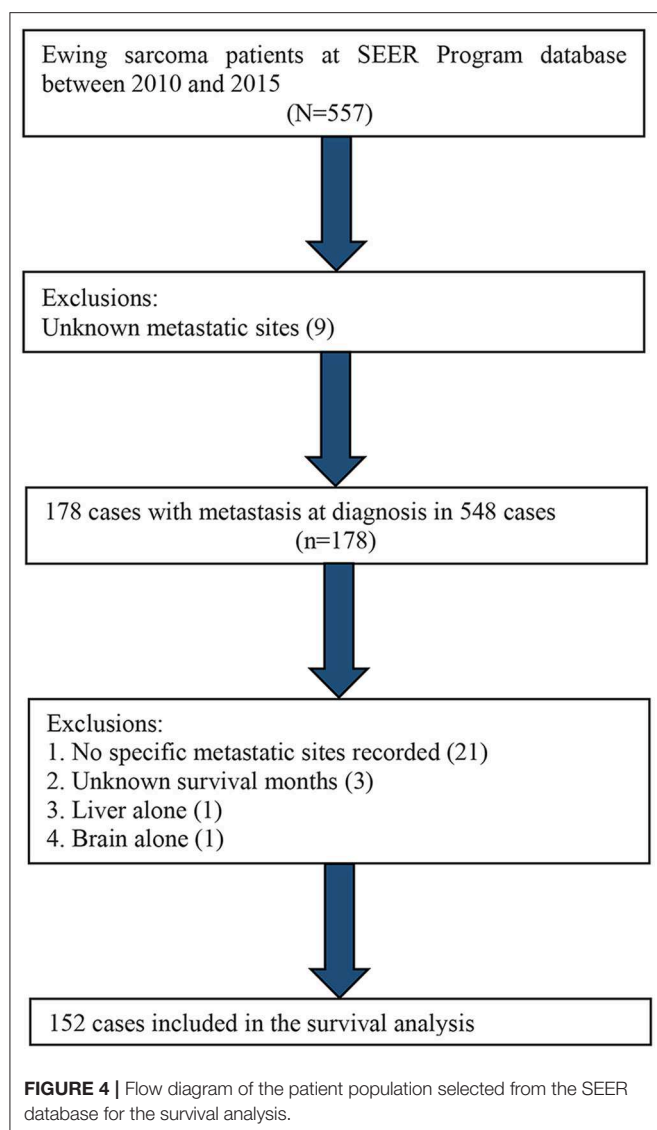 Ewing sarcoma patients at SEER Program database
between 2010 and 2015
(N=557)
Exclusions:
Unknown metastatic sites (9)
178 cases with metastasis at diagnosis in 548 cases
(n=178)
Exclusions:
1. No specific metastatic sites recorded (21)
2. Unknown survival months (3)
3. Liver alone (1)
4. Brain alone (1)
152 cases included in the survival analysis
FIGURE 4 | Flow diagram of the patient population selected from the SEER
database for the survival analysis.